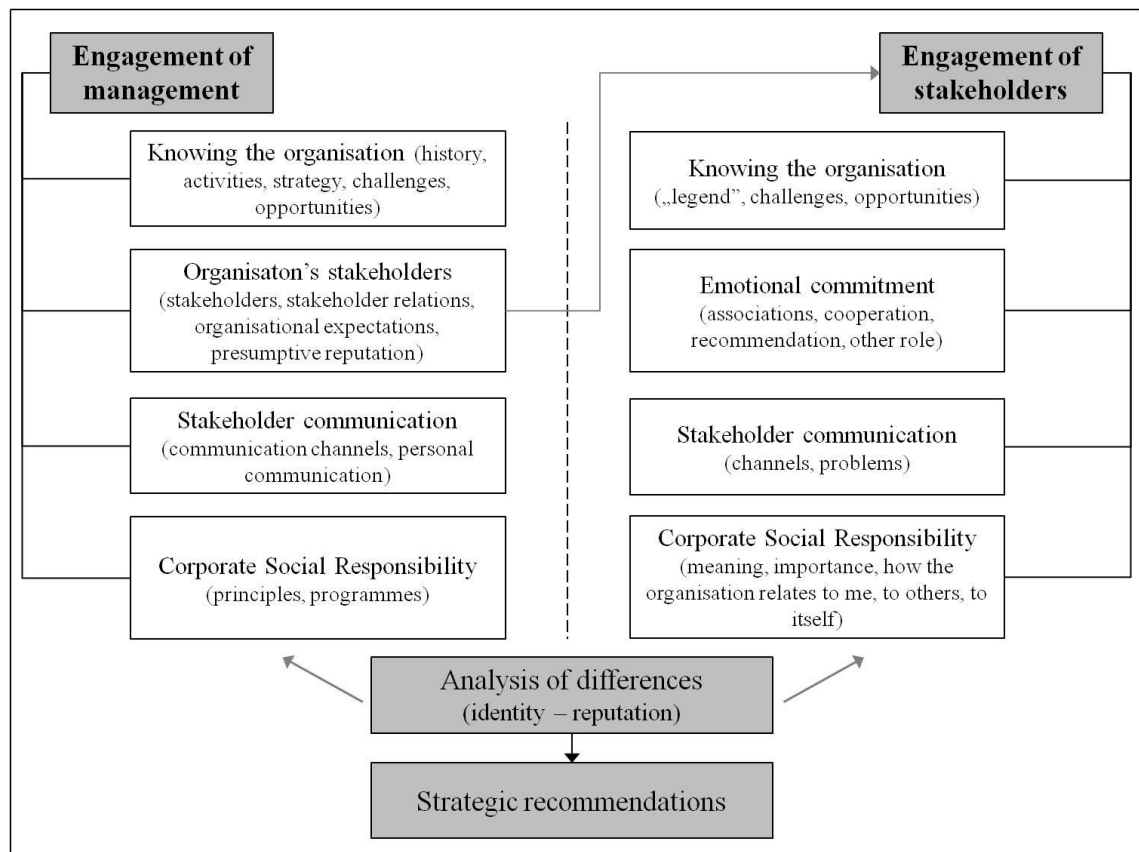 Engagement of
management
Knowing the organisation (history,
activities, strategy, challenges,
opportunities)
Organisaton’s stakeholders
(stakeholders, stakeholder relations,
organisational expectations,
presumptive reputation)
Stakeholder communication
(communication channels, personal
communication)
Corporate Social Responsibility
(principles, programmes)
Engagement of
stakeholders
Knowing the organisation
(„legend”, challenges, opportunities)
Emotional commitment
(associations, cooperation,
recommendation, other role)
Stakeholder communication
(channels, problems)
Corporate Social Responsibility
(meaning, importance, how the
organisation relates to me, to others, to
itself)
Analysis of differences
(identity – reputation)
Strategic recommendations